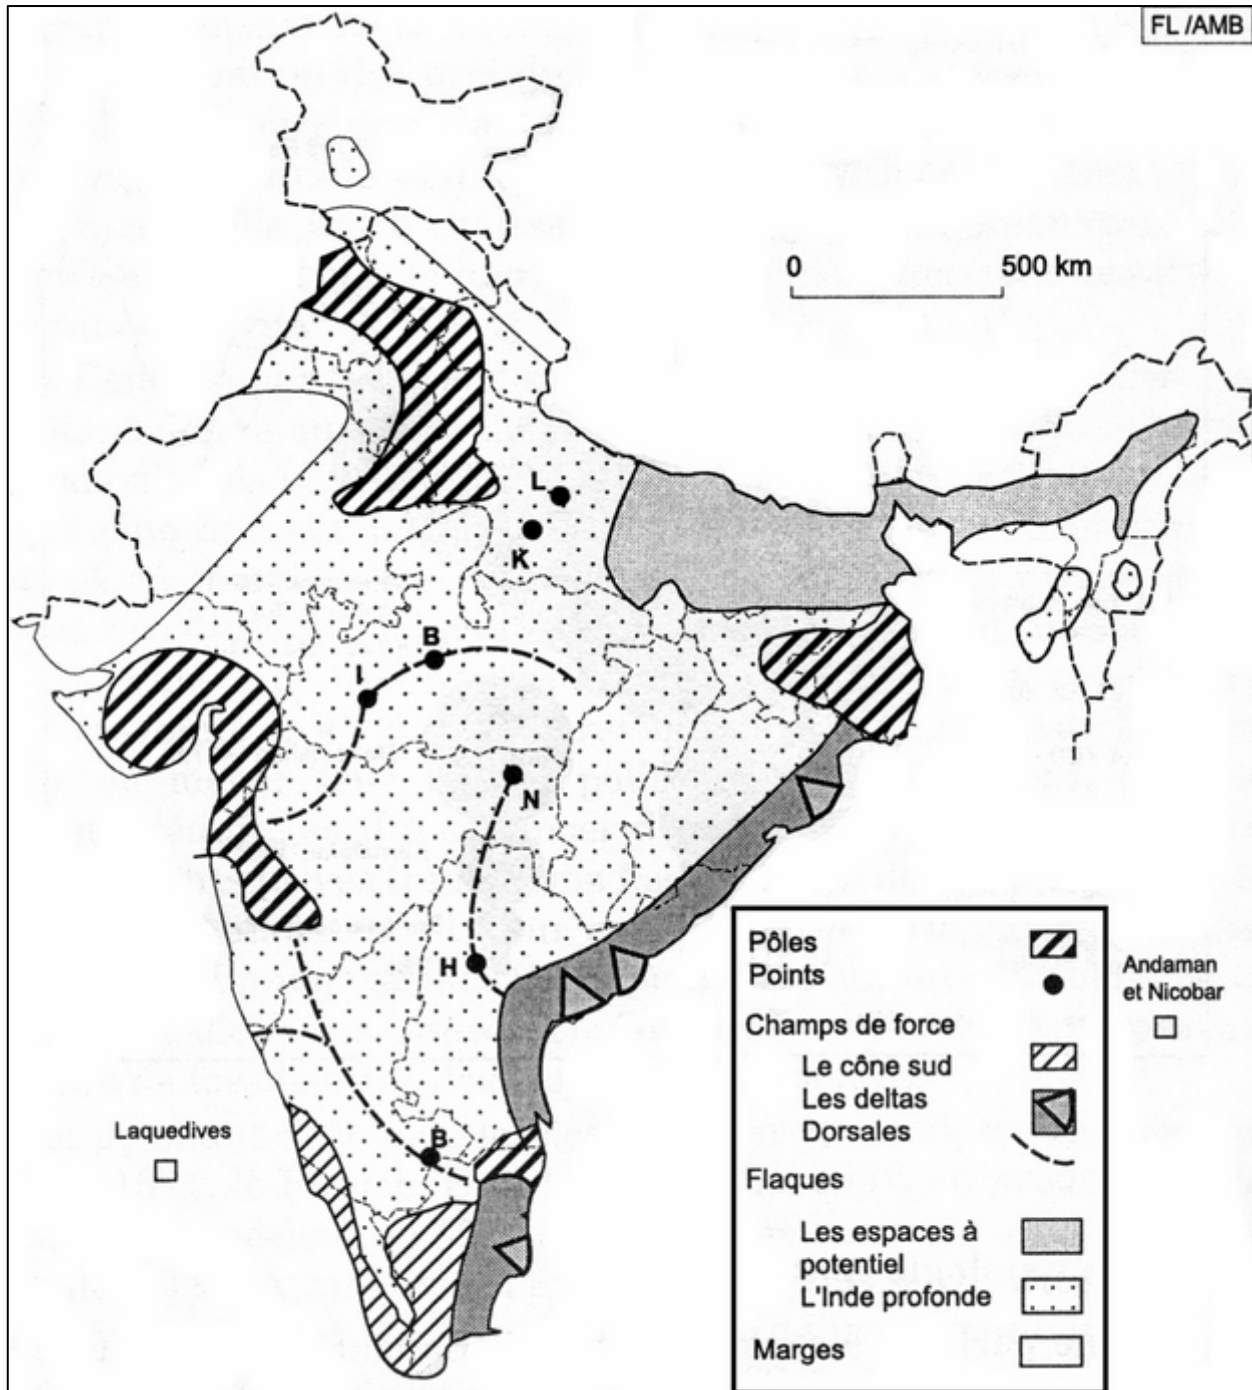 FL /AMB
0 500 km
L
K
B
I
N
H
B
Laquedives
Andaman
et Nicobar
Pôles
Points
Champs de force
Le cône sud
Les deltas
Dorsales
Flaques
Les espaces à
potentiel
L'Inde profonde
Marges